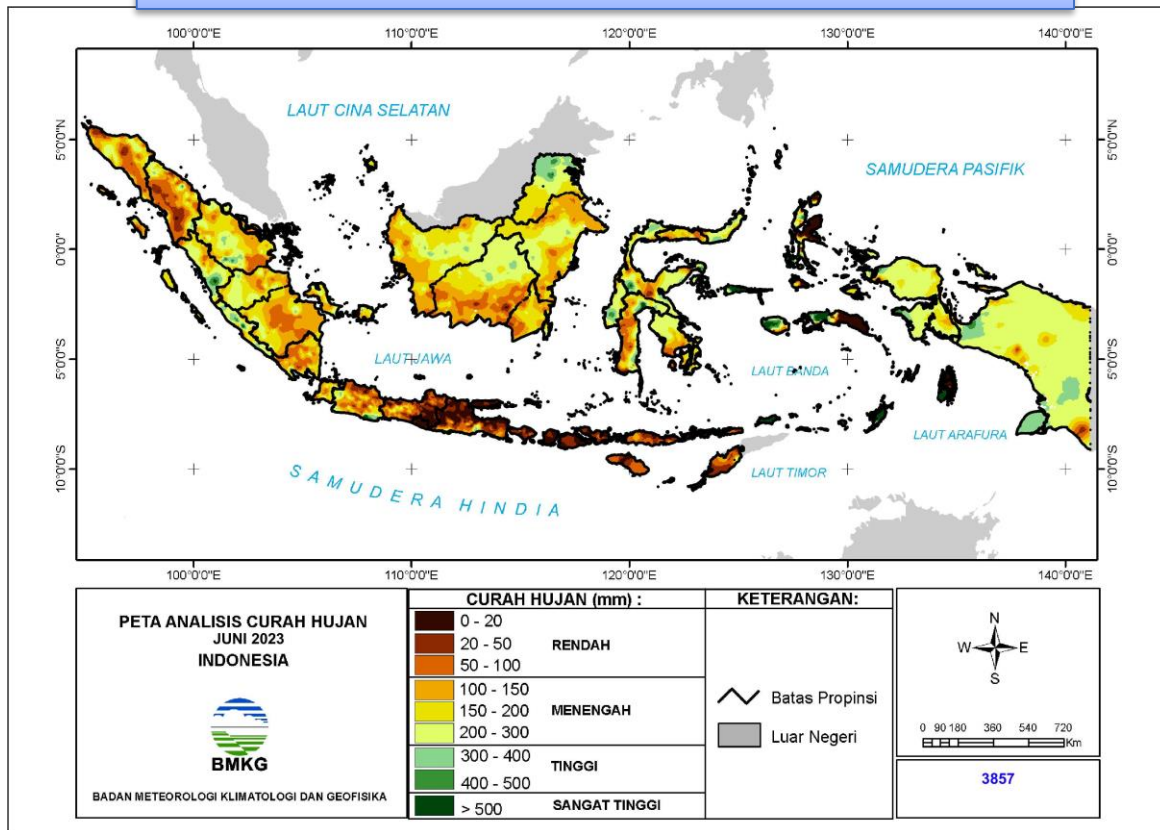 100°0'0"E 110°0'0"E 120°0'0"E 130°0'0"E 140°0'0"E
LAUT CINA SELATAN
5°0'0"N 5°0'0"N
SAMUDERA PASIFIK
0°0'0" 0°0'0"
LAUT JAWA
LAUT BANDA
5°0'0"S 5°0'0"S
LAUT ARAFURA
LAUT TIMOR
10°0'0"S 10°0'0"S
SAMUDERA HINDIA
100°0'0"E 110°0'0"E 120°0'0"E 130°0'0"E 140°0'0"E
PETA ANALISIS CURAH HUJAN
JUNI 2023
INDONESIA
BMKG
BADAN METEOROLOGI KLIMATOLOGI DAN GEOFISIKA
CURAH HUJAN (mm) :
0 - 20
20 - 50
50 - 100
RENDAH
100 - 150
150 - 200
200 - 300
MENENGAH
300 - 400
400 - 500
TINGGI
> 500
SANGAT TINGGI
KETERANGAN:
Batas Propinsi
Luar Negeri
N
W E
S
0 90 180 360 540 720
Km
3857